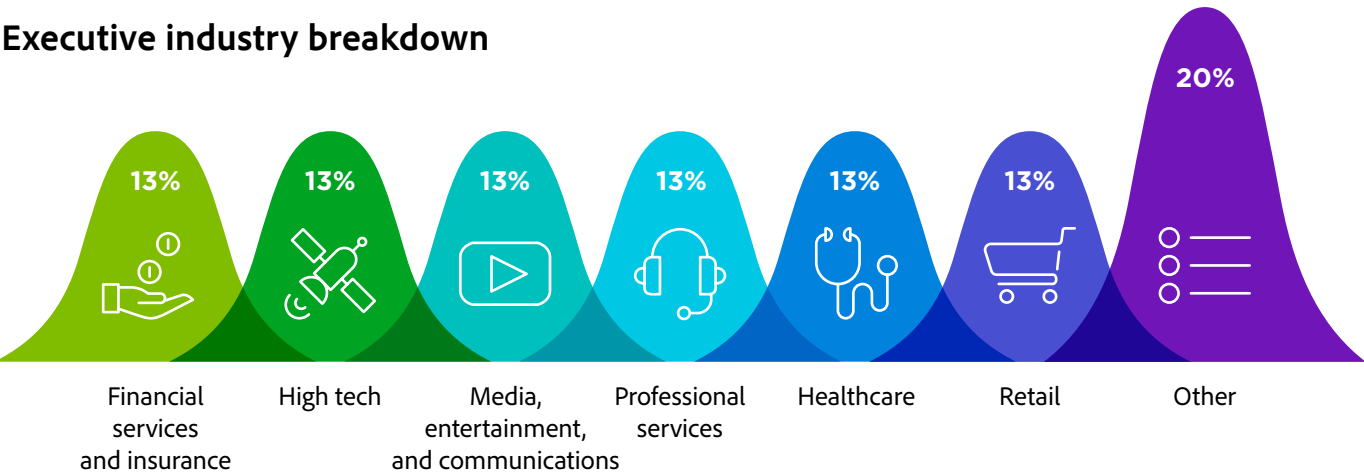 Executive industry breakdown
20%
13%
13%
13%
13%
13%
13%
Financial
services
and insurance
High tech
Media,
entertainment,
and communications
Professional
services
Healthcare
Retail
Other